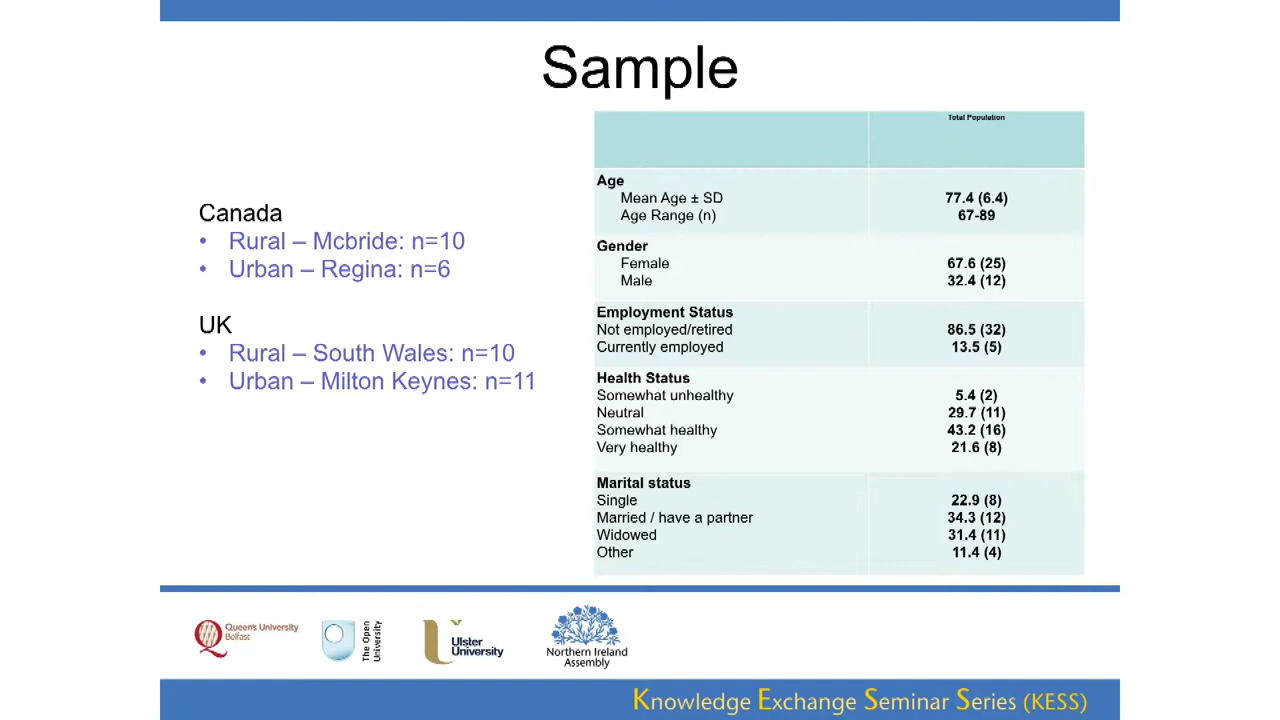 Sample
Canada
• Rural – Mcbride: n=10
• Urban – Regina: n=6
UK
• Rural – South Wales: n=10
• Urban – Milton Keynes: n=11
Total Population
Age
Mean Age ± SD 77.4 (6.4)
Age Range (n) 67-89
Gender
Female 67.6 (25)
Male 32.4 (12)
Employment Status
Not employed/retired 86.5 (32)
Currently employed 13.5 (5)
Health Status
Somewhat unhealthy 5.4 (2)
Neutral 29.7 (11)
Somewhat healthy 43.2 (16)
Very healthy 21.6 (8)
Marital status
Single 22.9 (8)
Married / have a partner 34.3 (12)
Widowed 31.4 (11)
Other 11.4 (4)
Queen's University
Belfast
The Open
University
Ulster
University
Northern Ireland
Assembly
Knowledge Exchange Seminar Series (KESS)